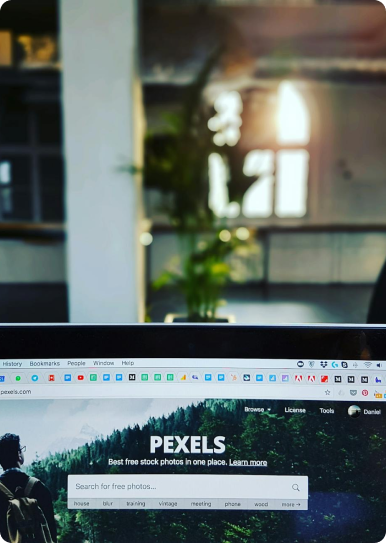 History Bookmarks People Window Help
pexels.com
Browse License Tools Daniel
PEXELS
Best free stock photos in one place. Learn more
Search for free photos...
house blur training vintage meeting phone wood more →